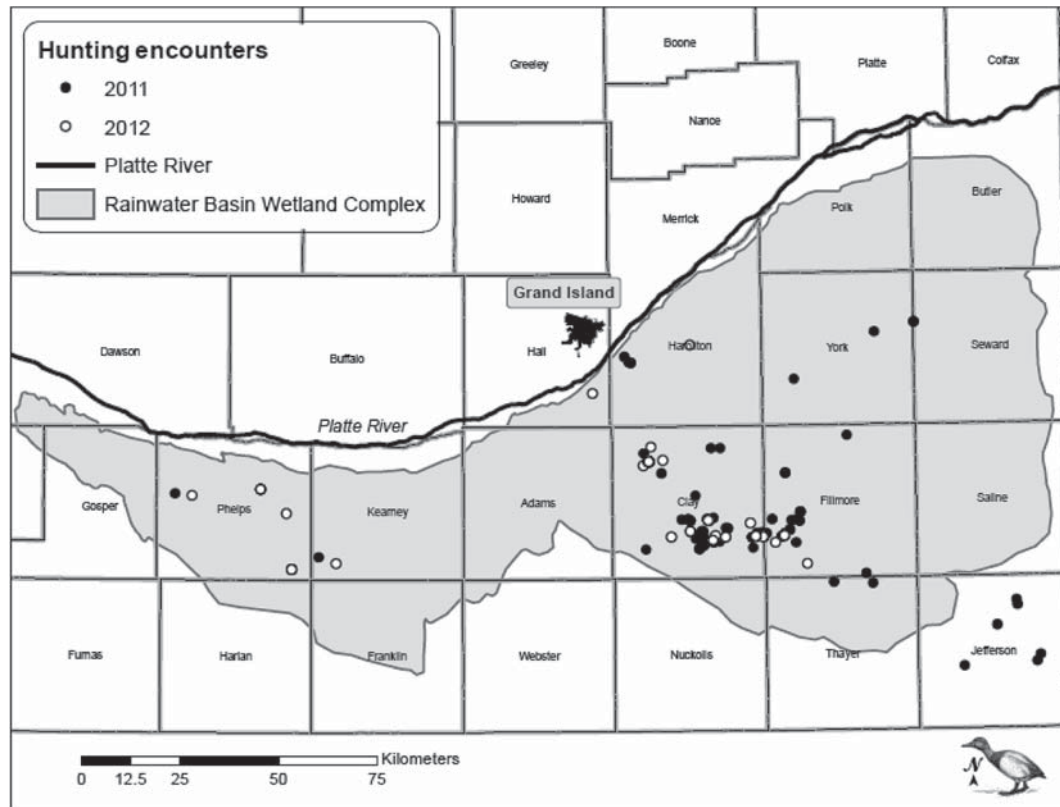 Hunting encounters
2011
2012
Platte River
Rainwater Basin Wetland Complex
Boone
Greeley
Platte
Colfax
Nance
Howard
Butler
Polk
Merrick
Grand Island
Dawson
Buffalo
Hall
Hamilton
York
Seward
Platte River
Gosper
Phelps
Kearney
Adams
Clay
Fillmore
Saline
Furnas
Harlan
Franklin
Webster
Nuckolls
Thayer
Jefferson
Kilometers
0 12.5 25 50 75
N